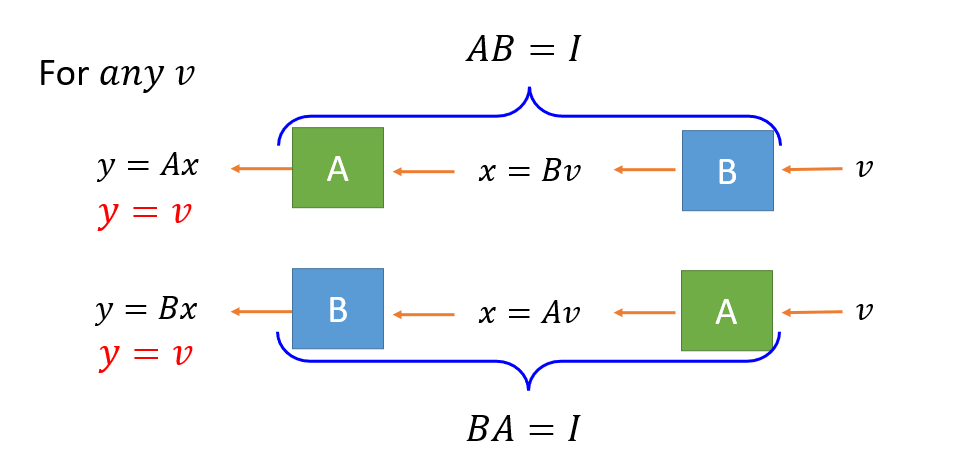 AB = I
For any v
y = Ax A x = Bv B v
y = v
y = Bx B x = Av A v
y = v
BA = I